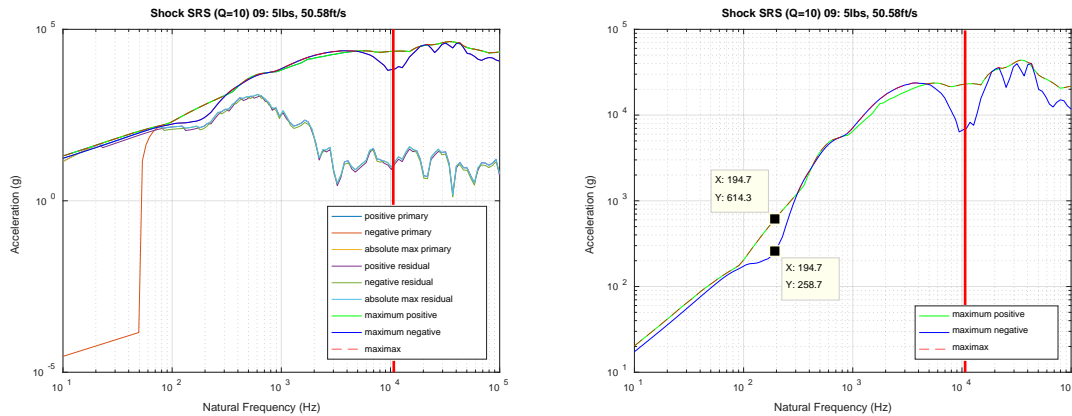 Shock SRS (Q=10) 09: 5lbs, 50.58ft/s
Acceleration (g)
10^5
10^0
10^-5
positive primary
negative primary
absolute max primary
positive residual
negative residual
absolute max residual
maximum positive
maximum negative
maximax
10^1 10^2 10^3 10^4 10^5
Natural Frequency (Hz)
Shock SRS (Q=10) 09: 5lbs, 50.58ft/s
Acceleration (g)
10^5
10^4
10^3
10^2
10^1
X: 194.7
Y: 614.3
X: 194.7
Y: 258.7
maximum positive
maximum negative
maximax
10^1 10^2 10^3 10^4 10^5
Natural Frequency (Hz)